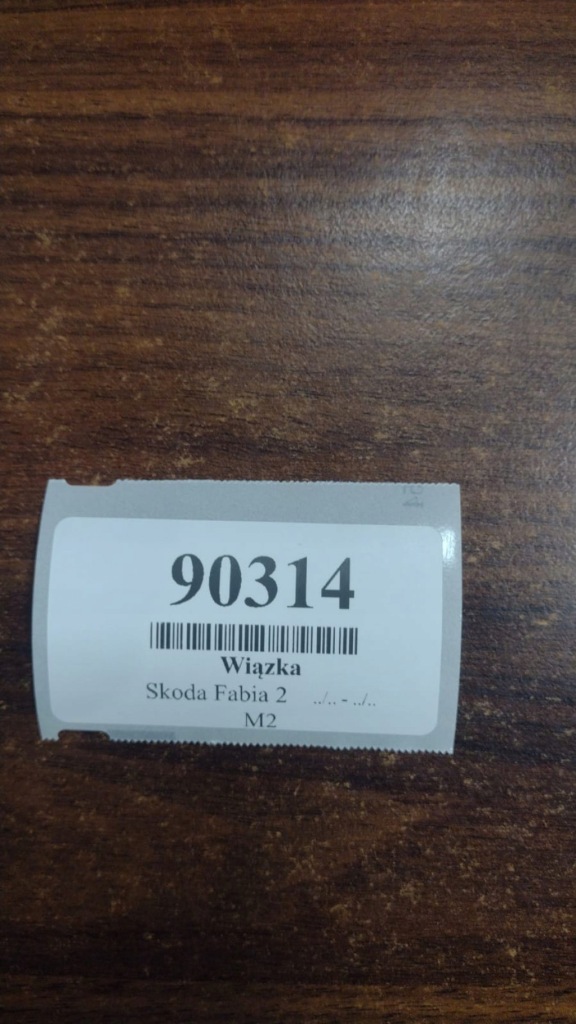 90314
Wiązka
Skoda Fabia 2 ../.. - ../..
M2